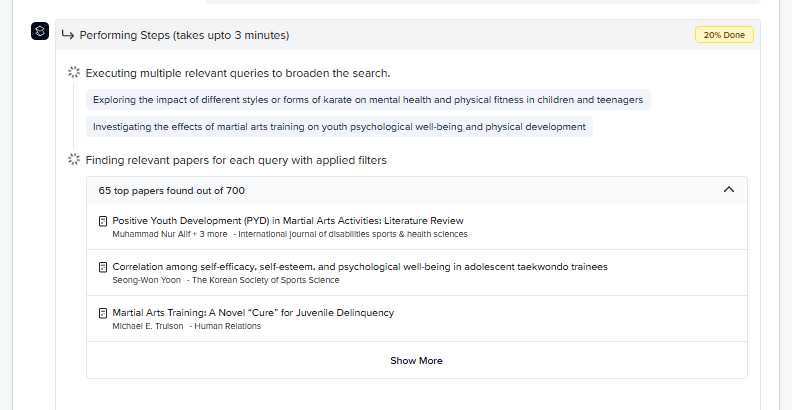 Performing Steps (takes upto 3 minutes)
20% Done
Executing multiple relevant queries to broaden the search.
Exploring the impact of different styles or forms of karate on mental health and physical fitness in children and teenagers
Investigating the effects of martial arts training on youth psychological well-being and physical development
Finding relevant papers for each query with applied filters
65 top papers found out of 700
Positive Youth Development (PYD) in Martial Arts Activities: Literature Review
Muhammad Nur Alif + 3 more - International journal of disabilities sports & health sciences
Correlation among self-efficacy, self-esteem, and psychological well-being in adolescent taekwondo trainees
Seong-Won Yoon - The Korean Society of Sports Science
Martial Arts Training: A Novel “Cure” for Juvenile Delinquency
Michael E. Trulson - Human Relations
Show More